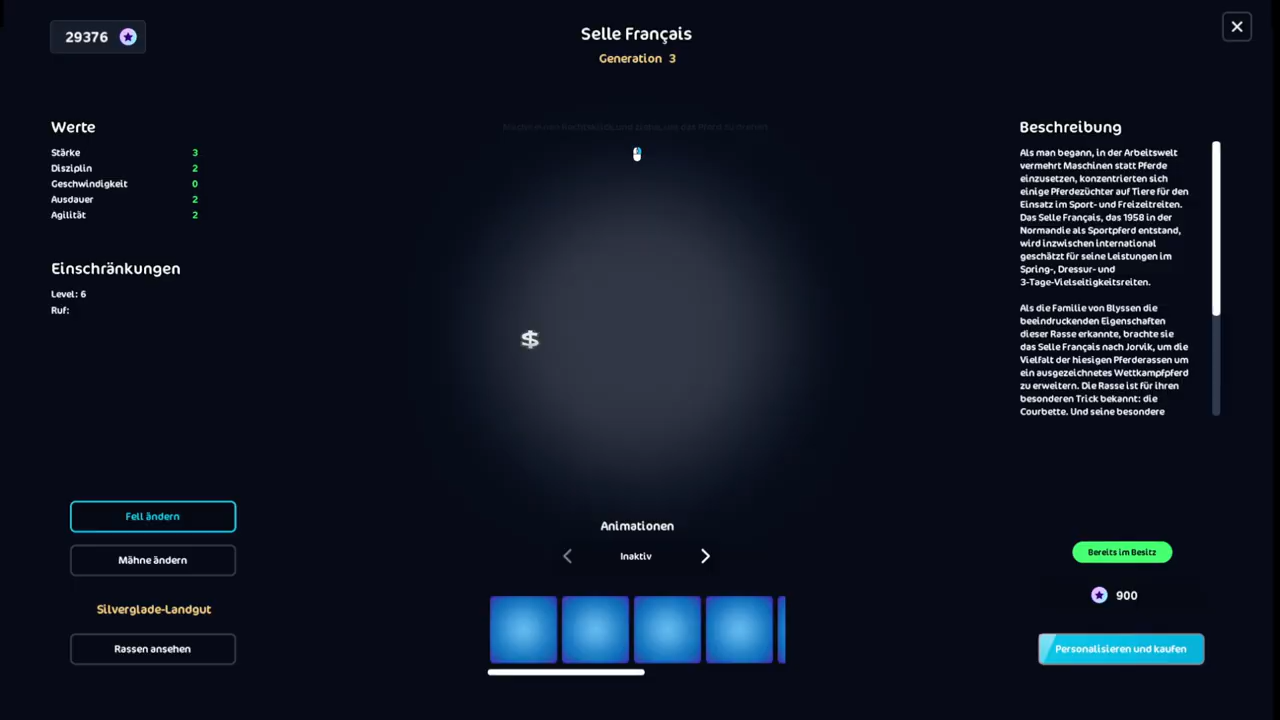 29376
Selle Français
Generation 3
Werte
Stärke 3
Disziplin 2
Geschwindigkeit 0
Ausdauer 2
Agilität 2
Einschränkungen
Level: 6
Ruf:
$
Beschreibung
Als man begann, in der Arbeitswelt
vermehrt Maschinen statt Pferde
einzusetzen, konzentrierten sich
einige Pferdezüchter auf Tiere für den
Einsatz im Sport- und Freizeitreiten.
Das Selle Français, das 1958 in der
Normandie als Sportpferd entstand,
wird inzwischen international
geschätzt für seine Leistungen im
Spring-, Dressur- und
3-Tage-Vielseitigkeitsreiten.
Als die Familie von Blyssen die
beeindruckenden Eigenschaften
dieser Rasse erkannte, brachte sie
das Selle Français nach Jorvik, um die
Vielfalt der hiesigen Pferderassen um
ein ausgezeichnetes Wettkampfpferd
zu erweitern. Die Rasse ist für ihren
besonderen Trick bekannt: die
Courbette. Und seine besondere
Fell ändern
Mähne ändern
Silverglade-Landgut
Rassen ansehen
Animationen
Inaktiv
Bereits im Besitz
900
Personalisieren und kaufen